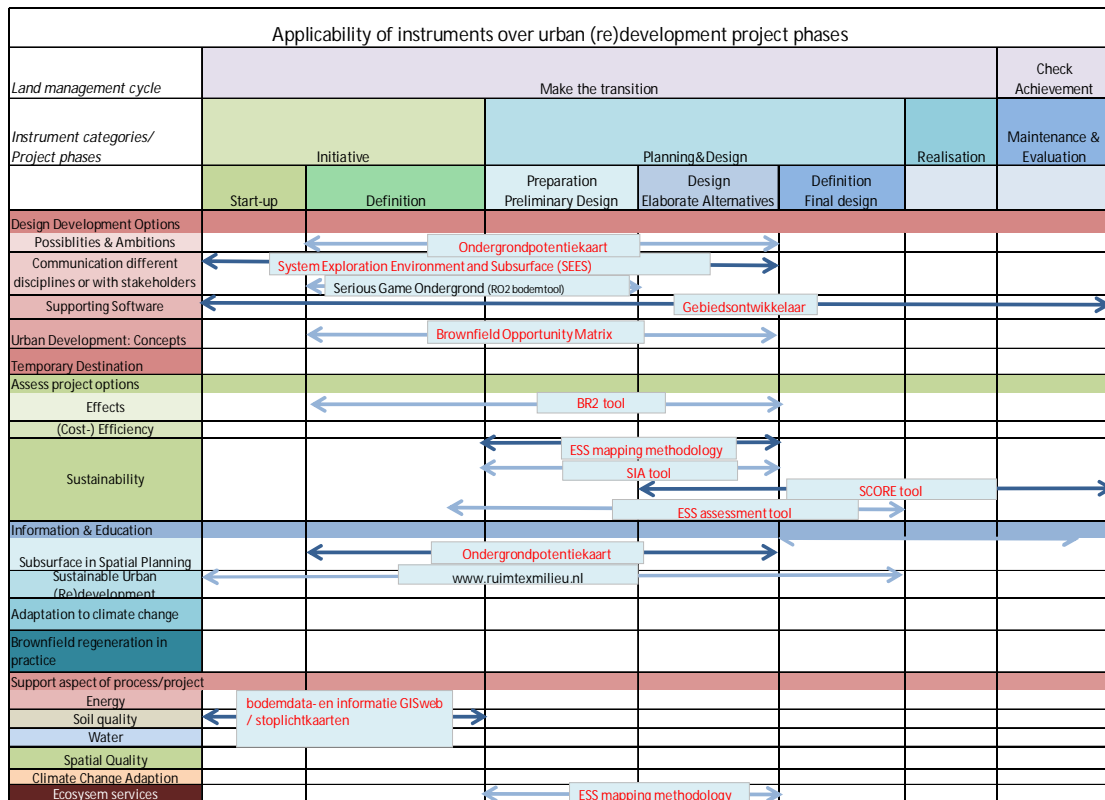 Applicability of instruments over urban (re)development project phases
Land management cycle
Make the transition
Check
Achievement
Instrument categories/
Project phases
Initiative
Planning&Design
Realisation
Maintenance &
Evaluation
Start-up
Definition
Preparation
Preliminary Design
Design
Elaborate Alternatives
Definition
Final design
Design Development Options
Possiblities & Ambitions
Ondergrondpotentiekaart
Communication different
disciplines or with stakeholders
System Exploration Environment and Subsurface (SEES)
Serious Game Ondergrond (RO2 bodemtool)
Supporting Software
Gebiedsontwikkelaar
Urban Development: Concepts
Brownfield Opportunity Matrix
Temporary Destination
Assess project options
Effects
BR2 tool
(Cost-) Efficiency
Sustainability
ESS mapping methodology
SIA tool
SCORE tool
ESS assessment tool
Information & Education
Subsurface in Spatial Planning
Ondergrondpotentiekaart
Sustainable Urban
(Re)development
www.ruimtexmilieu.nl
Adaptation to climate change
Brownfield regeneration in
practice
Support aspect of process/project
Energy
Soil quality
Water
bodemdata- en informatie GISweb
/ stoplichtkaarten
Spatial Quality
Climate Change Adaption
Ecosysem services
ESS mapping methodology